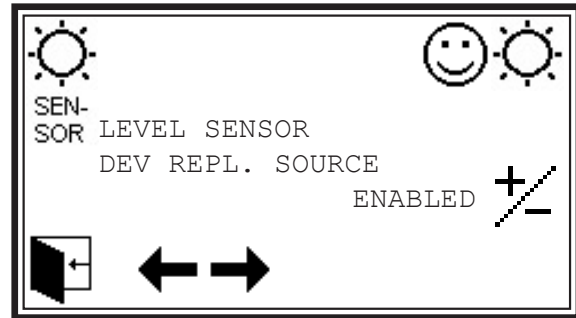 SEN-
SOR
LEVEL SENSOR
DEV REPL. SOURCE
ENABLED
+/-